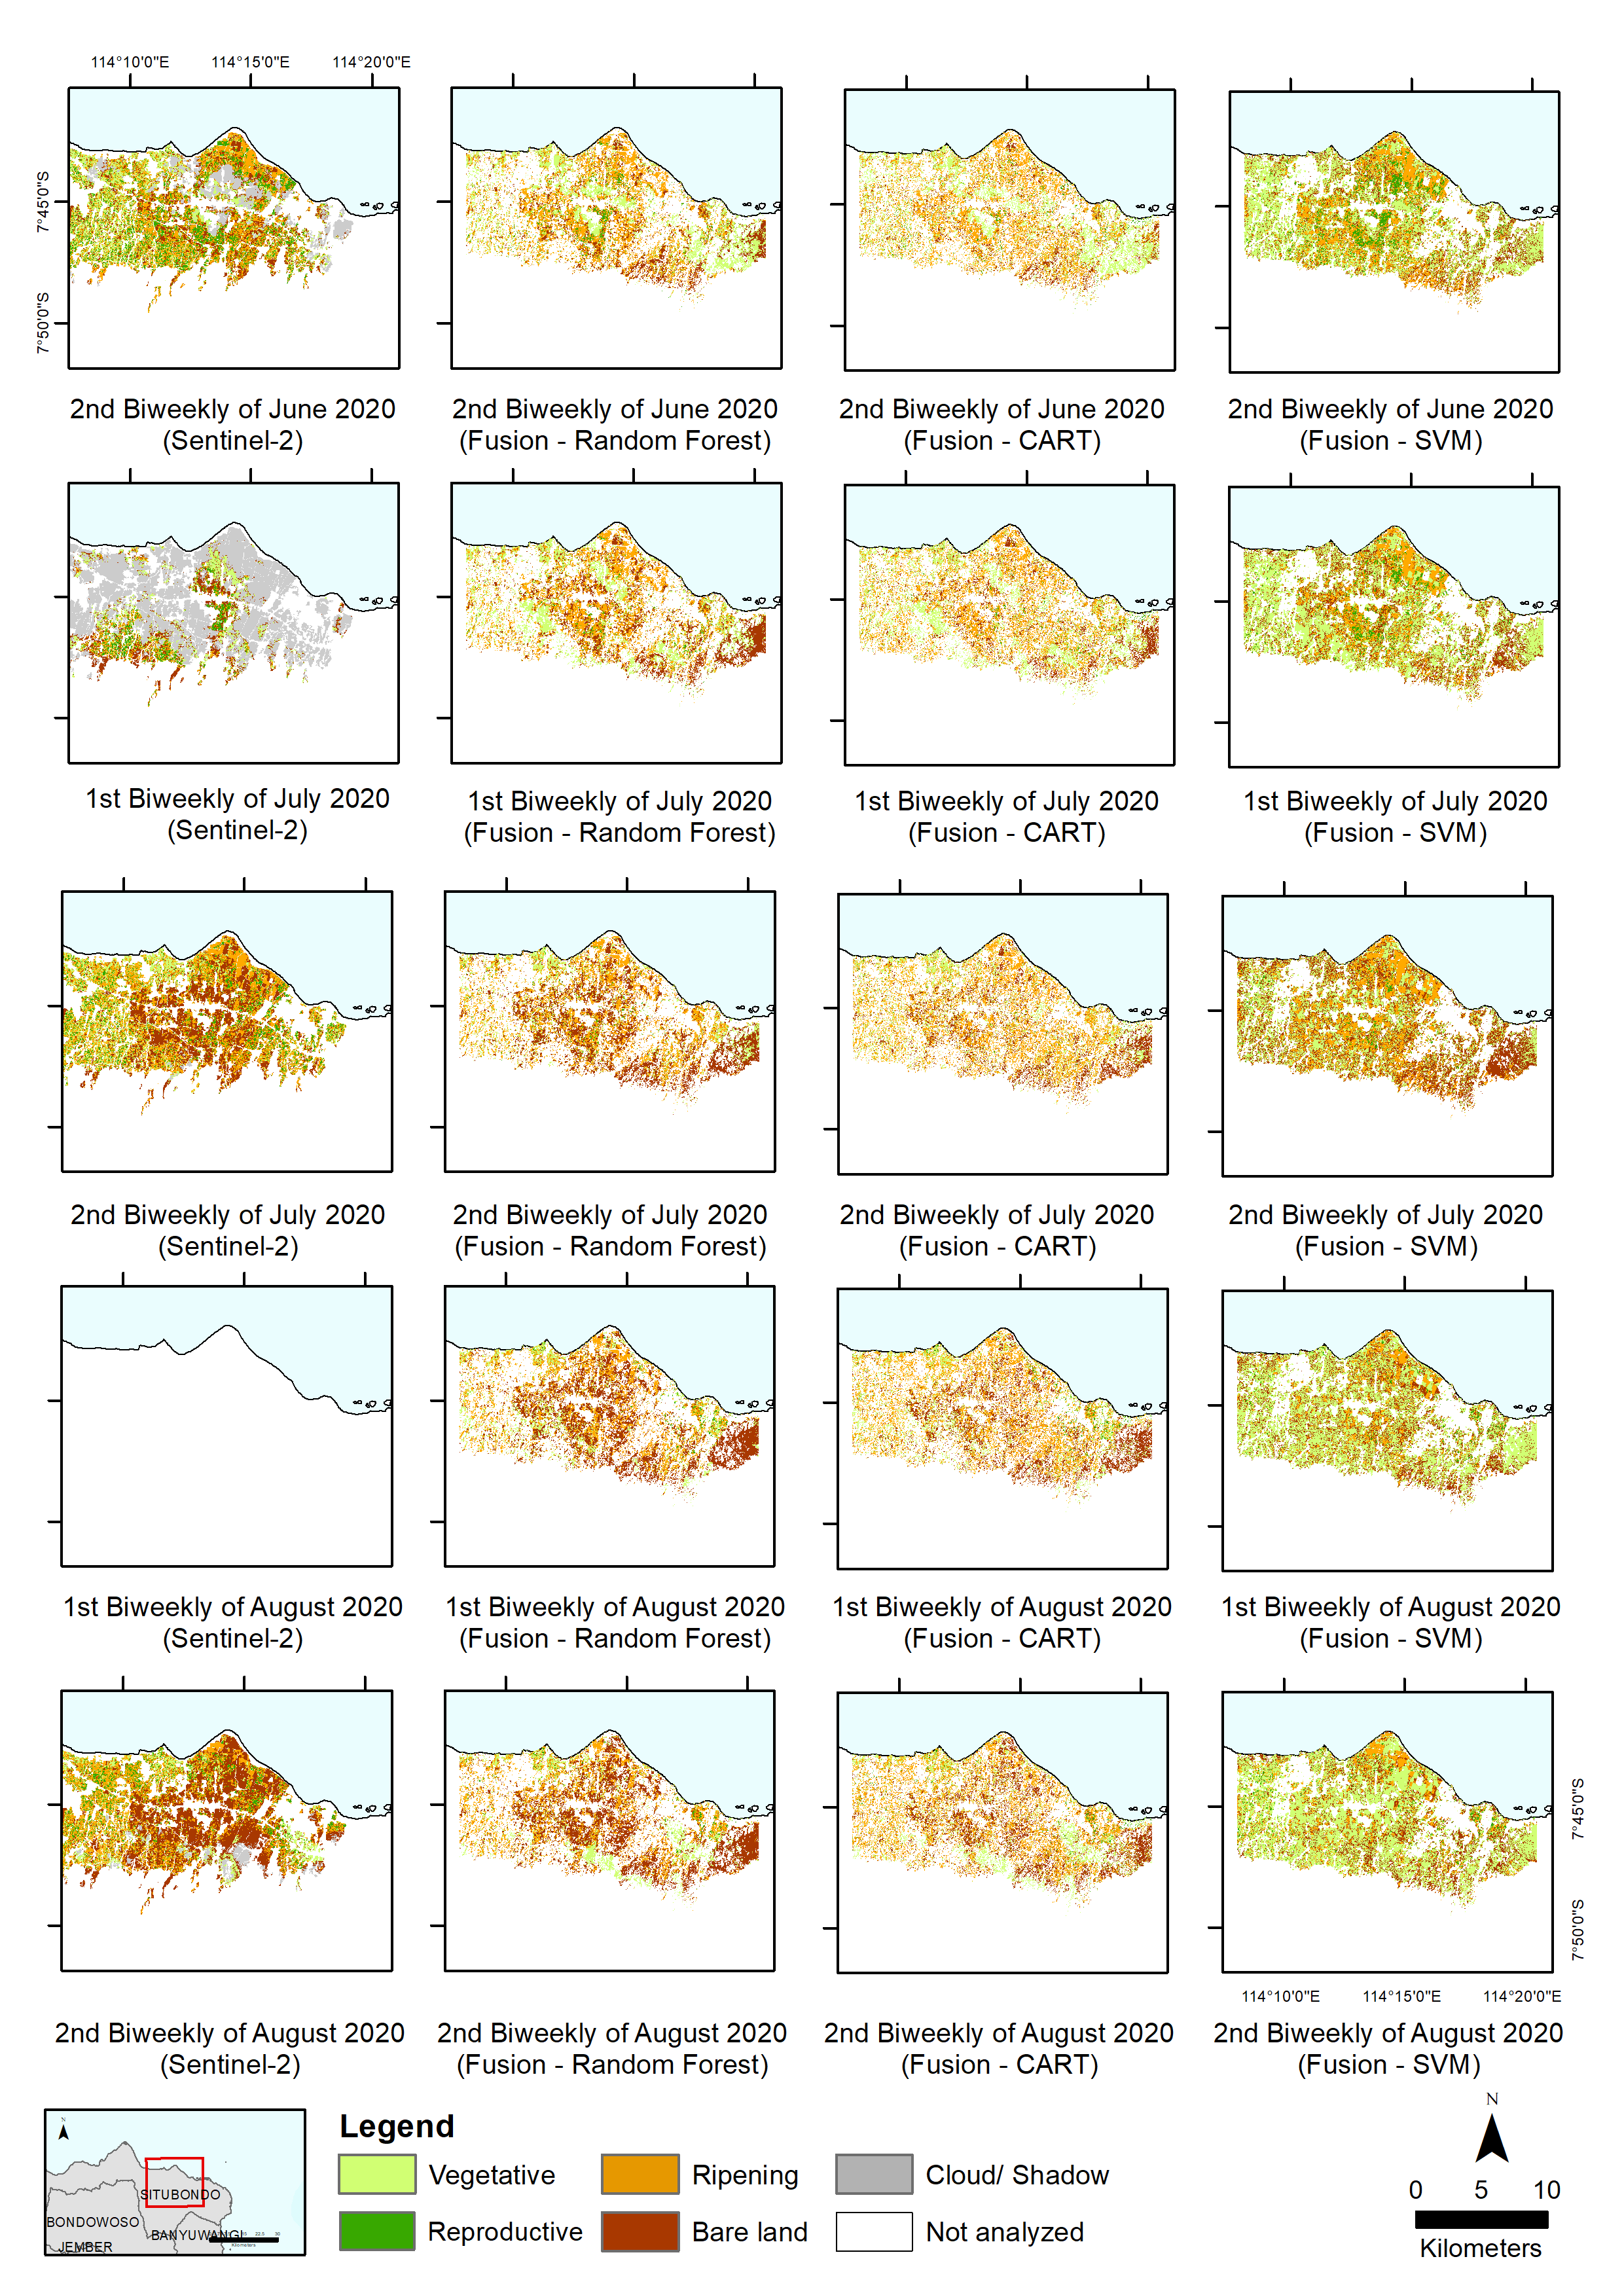 114°10'0"E 114°15'0"E 114°20'0"E
7°45'0"S
7°50'0"S
2nd Biweekly of June 2020
(Sentinel-2)
2nd Biweekly of June 2020
(Fusion - Random Forest)
2nd Biweekly of June 2020
(Fusion - CART)
2nd Biweekly of June 2020
(Fusion - SVM)
1st Biweekly of July 2020
(Sentinel-2)
1st Biweekly of July 2020
(Fusion - Random Forest)
1st Biweekly of July 2020
(Fusion - CART)
1st Biweekly of July 2020
(Fusion - SVM)
2nd Biweekly of July 2020
(Sentinel-2)
2nd Biweekly of July 2020
(Fusion - Random Forest)
2nd Biweekly of July 2020
(Fusion - CART)
2nd Biweekly of July 2020
(Fusion - SVM)
1st Biweekly of August 2020
(Sentinel-2)
1st Biweekly of August 2020
(Fusion - Random Forest)
1st Biweekly of August 2020
(Fusion - CART)
1st Biweekly of August 2020
(Fusion - SVM)
7°45'0"S
7°50'0"S
114°10'0"E 114°15'0"E 114°20'0"E
2nd Biweekly of August 2020
(Sentinel-2)
2nd Biweekly of August 2020
(Fusion - Random Forest)
2nd Biweekly of August 2020
(Fusion - CART)
2nd Biweekly of August 2020
(Fusion - SVM)
N
SITUBONDO
BONDOWOSO
BANYUWANGI
JEMBER
22.5 30
Kilometers
Legend
Vegetative
Ripening
Cloud/ Shadow
Reproductive
Bare land
Not analyzed
N
0 5 10
Kilometers